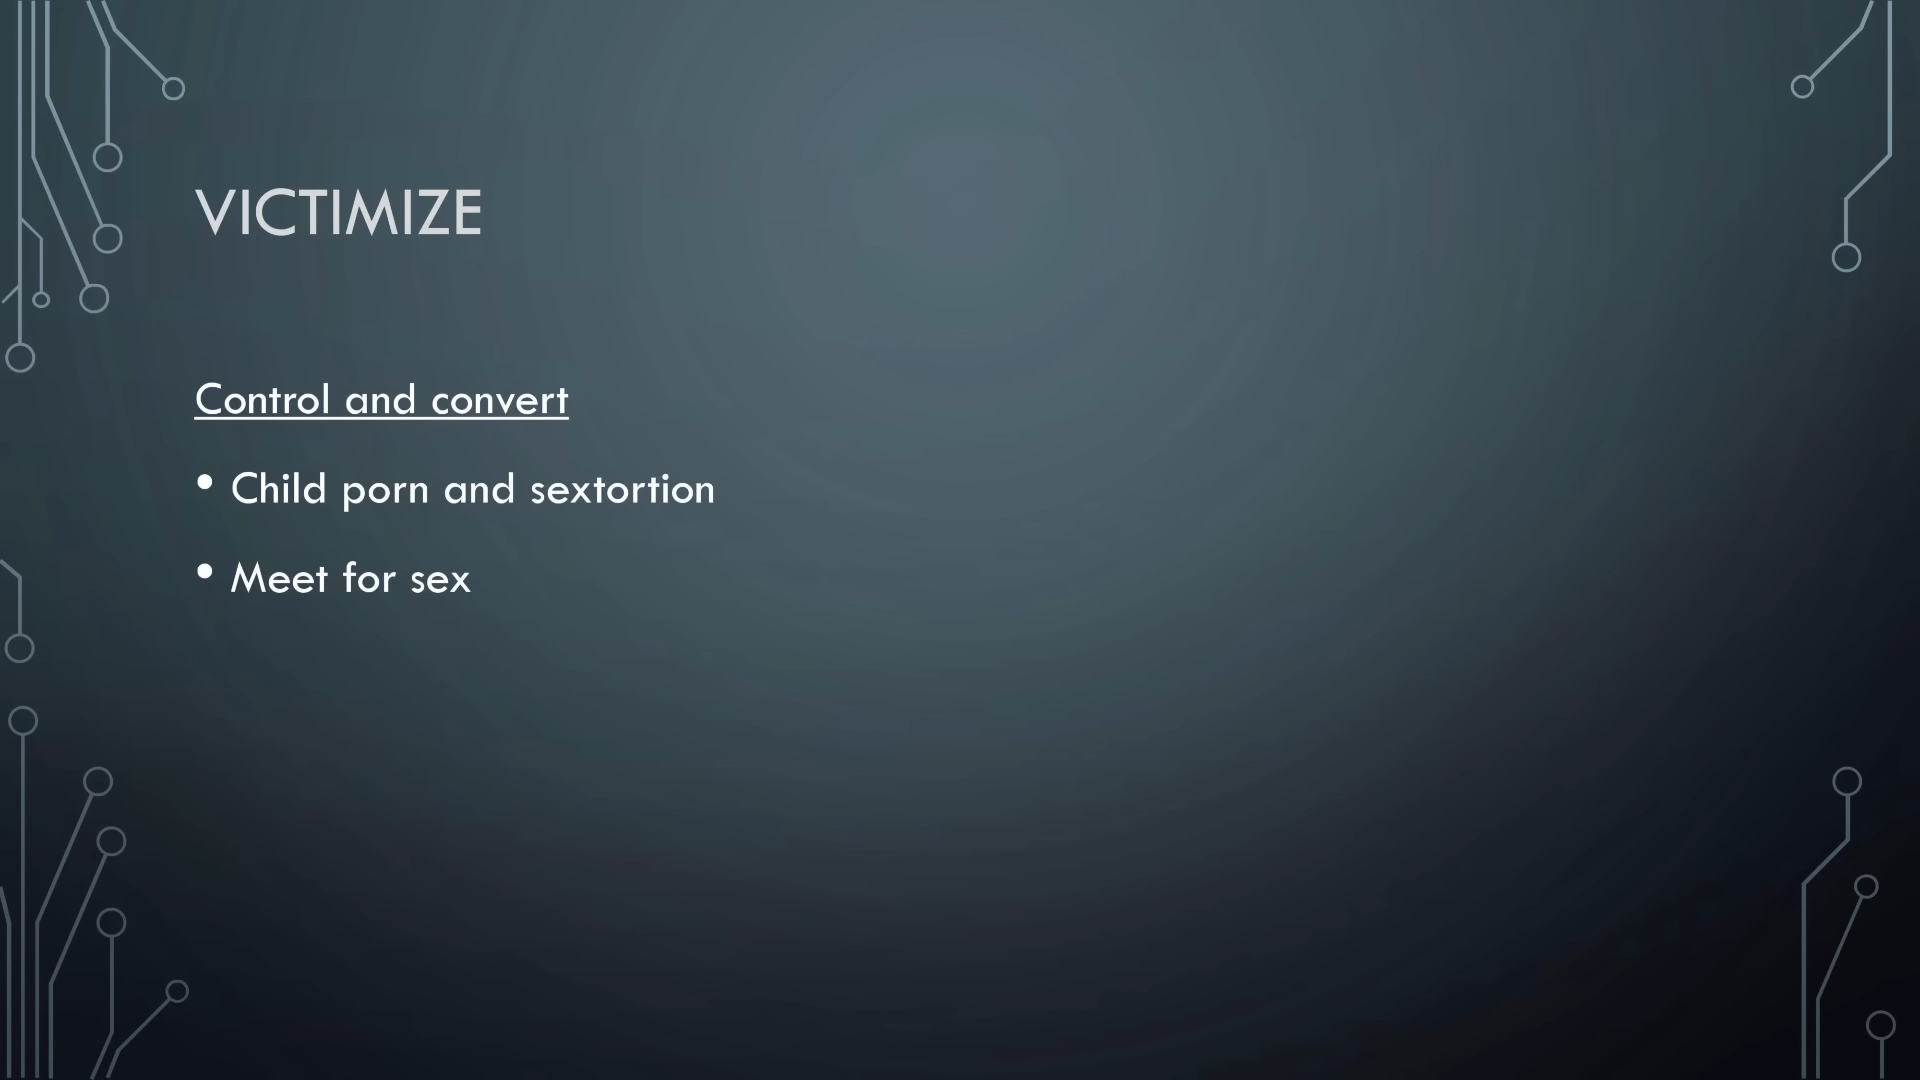 VICTIMIZE
Control and convert
• Child porn and sextortion
• Meet for sex